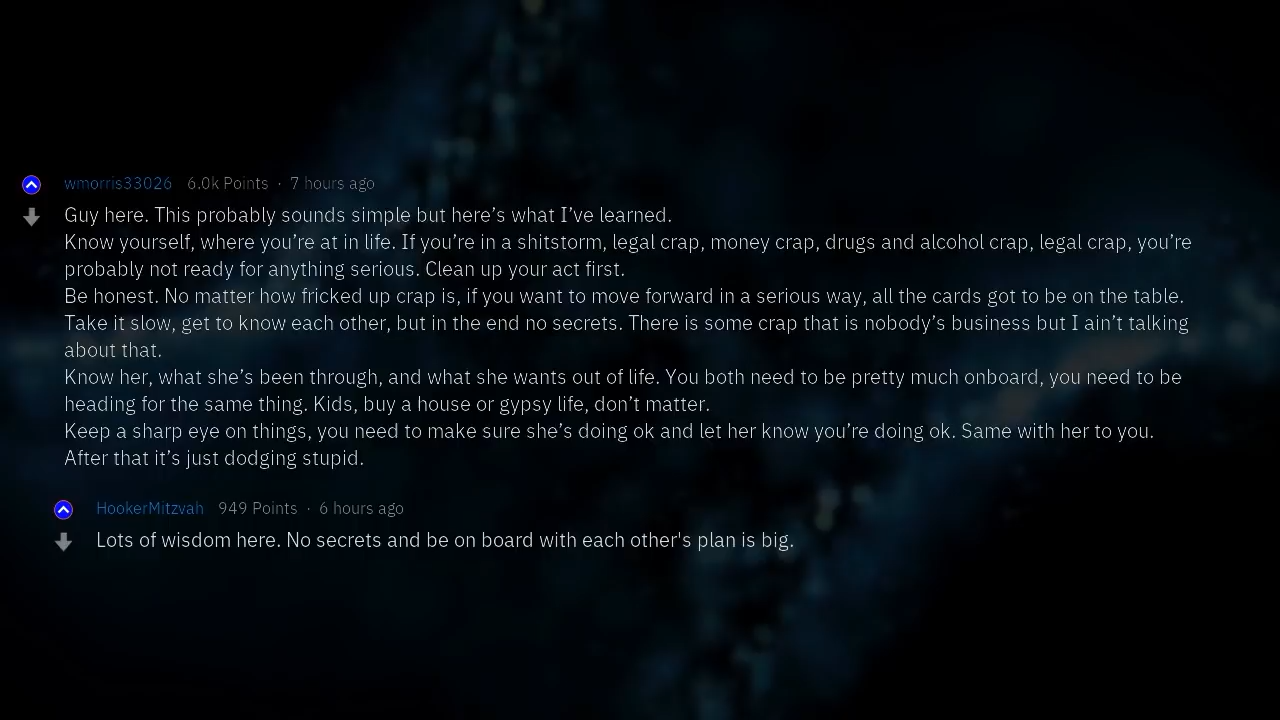 wmorris33026 6.0k Points · 7 hours ago
Guy here. This probably sounds simple but here’s what I’ve learned.
Know yourself, where you’re at in life. If you’re in a shitstorm, legal crap, money crap, drugs and alcohol crap, legal crap, you’re
probably not ready for anything serious. Clean up your act first.
Be honest. No matter how fricked up crap is, if you want to move forward in a serious way, all the cards got to be on the table.
Take it slow, get to know each other, but in the end no secrets. There is some crap that is nobody’s business but I ain’t talking
about that.
Know her, what she’s been through, and what she wants out of life. You both need to be pretty much onboard, you need to be
heading for the same thing. Kids, buy a house or gypsy life, don’t matter.
Keep a sharp eye on things, you need to make sure she’s doing ok and let her know you’re doing ok. Same with her to you.
After that it’s just dodging stupid.
HookerMitzvah 949 Points · 6 hours ago
Lots of wisdom here. No secrets and be on board with each other's plan is big.